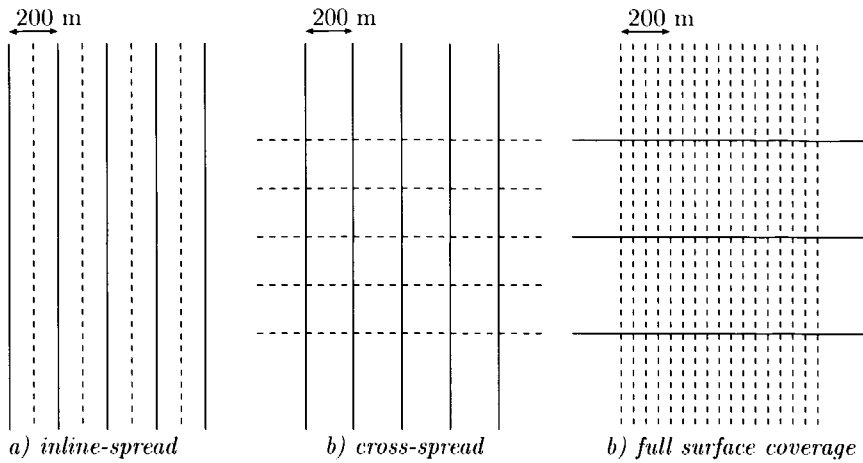 200 m
200 m
200 m
a) inline-spread
b) cross-spread
b) full surface coverage